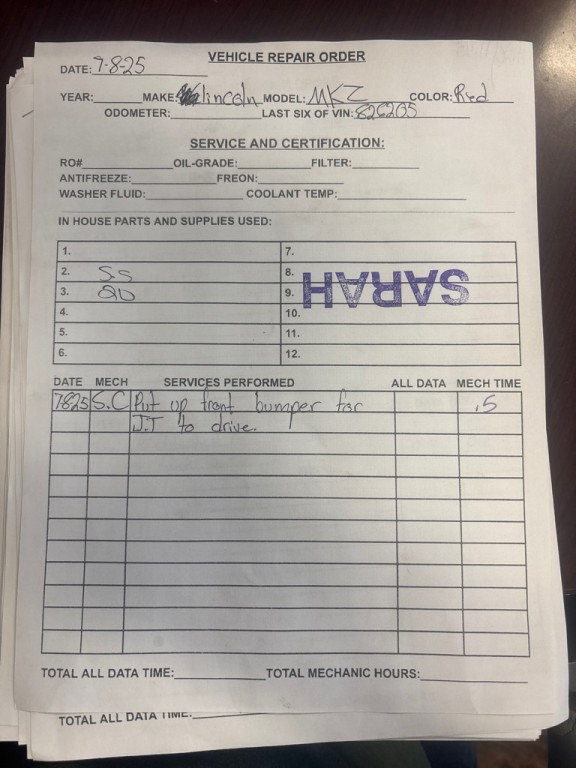 VEHICLE REPAIR ORDER
DATE: 7-8-25
YEAR: MAKE: lincoln MODEL: MKZ COLOR: Red
ODOMETER: LAST SIX OF VIN: 826205
SERVICE AND CERTIFICATION:
RO# OIL-GRADE: FILTER:
ANTIFREEZE: FREON:
WASHER FLUID: COOLANT TEMP:
IN HOUSE PARTS AND SUPPLIES USED:
1. 7.
2. SS 8.
3. 9.
SARAH
4. 10.
5. 11.
6. 12.
DATE MECH SERVICES PERFORMED ALL DATA MECH TIME
7-8-25 S.C Put up front bumper for .5
J.T to drive
TOTAL ALL DATA TIME: TOTAL MECHANIC HOURS:
TOTAL ALL DATA TIME: